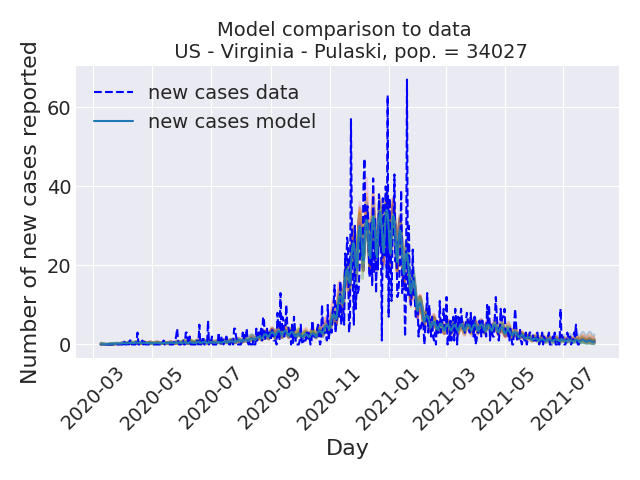 Model comparison to data
US - Virginia - Pulaski, pop. = 34027
Number of new cases reported
60
40
20
0
new cases data
new cases model
2020-03
2020-05
2020-07
2020-09
2020-11
2021-01
2021-03
2021-05
2021-07
Day